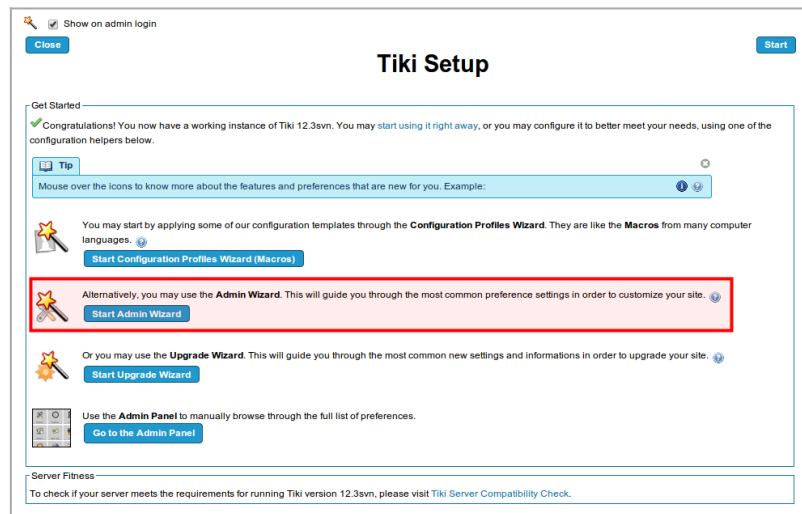 Show on admin login
Close
Start
Tiki Setup
Get Started
Congratulations! You now have a working instance of Tiki 12.3svn. You may start using it right away, or you may configure it to better meet your needs, using one of the
configuration helpers below.
Tip
Mouse over the icons to know more about the features and preferences that are new for you. Example:
You may start by applying some of our configuration templates through the Configuration Profiles Wizard. They are like the Macros from many computer
languages.
Start Configuration Profiles Wizard (Macros)
Alternatively, you may use the Admin Wizard. This will guide you through the most common preference settings in order to customize your site.
Start Admin Wizard
Or you may use the Upgrade Wizard. This will guide you through the most common new settings and informations in order to upgrade your site.
Start Upgrade Wizard
Use the Admin Panel to manually browse through the full list of preferences.
Go to the Admin Panel
Server Fitness
To check if your server meets the requirements for running Tiki version 12.3svn, please visit Tiki Server Compatibility Check.